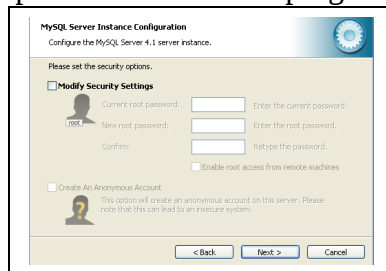 MySQL Server Instance Configuration
Configure the MySQL Server 4.1 server instance.
Please set the security options.
Modify Security Settings
Current root password: Enter the current password.
root
New root password: Enter the root password.
Confirm: Retype the password.
Enable root access from remote machines
Create An Anonymous Account
This option will create an anonymous account on this server. Please
note that this can lead to an insecure system.
< Back Next > Cancel